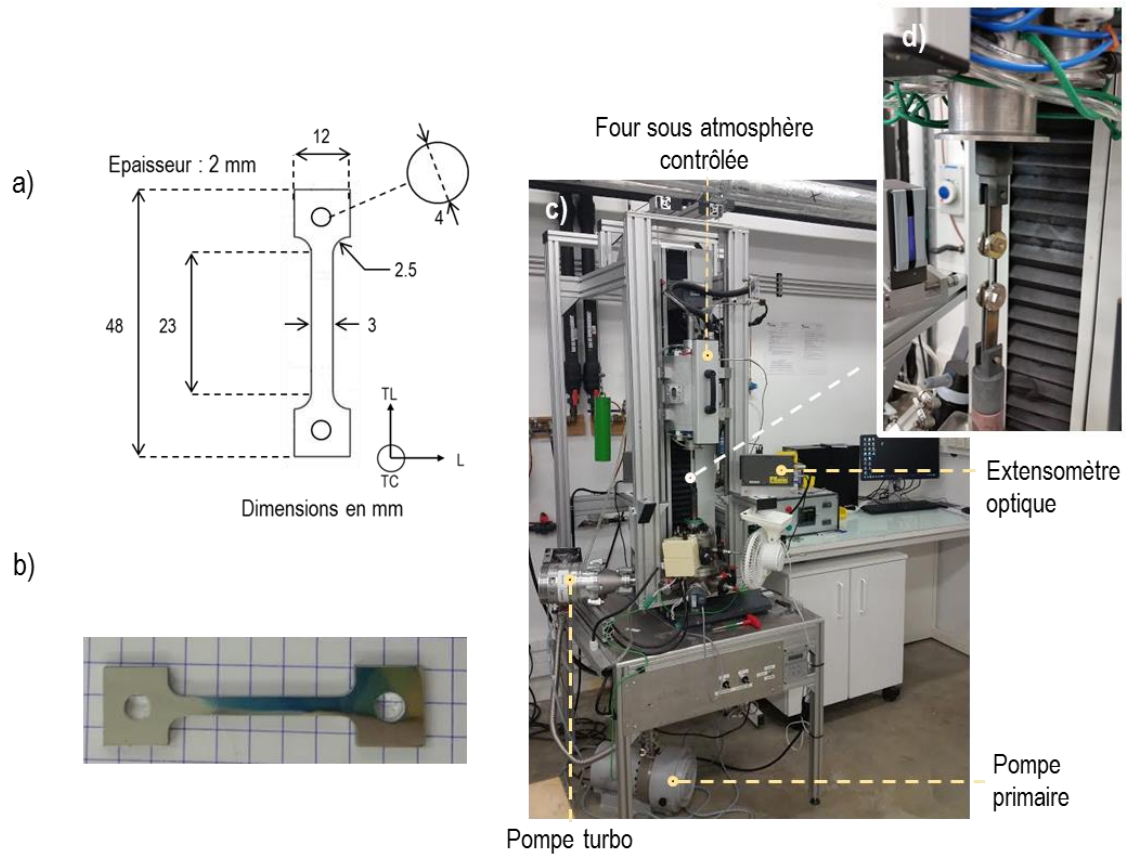 a)
Epaisseur : 2 mm
12
4
2.5
48
23
3
TL
L
TC
Dimensions en mm
b)
Four sous atmosphère
contrôlée
c)
d)
Extensomètre
optique
Pompe
primaire
Pompe turbo